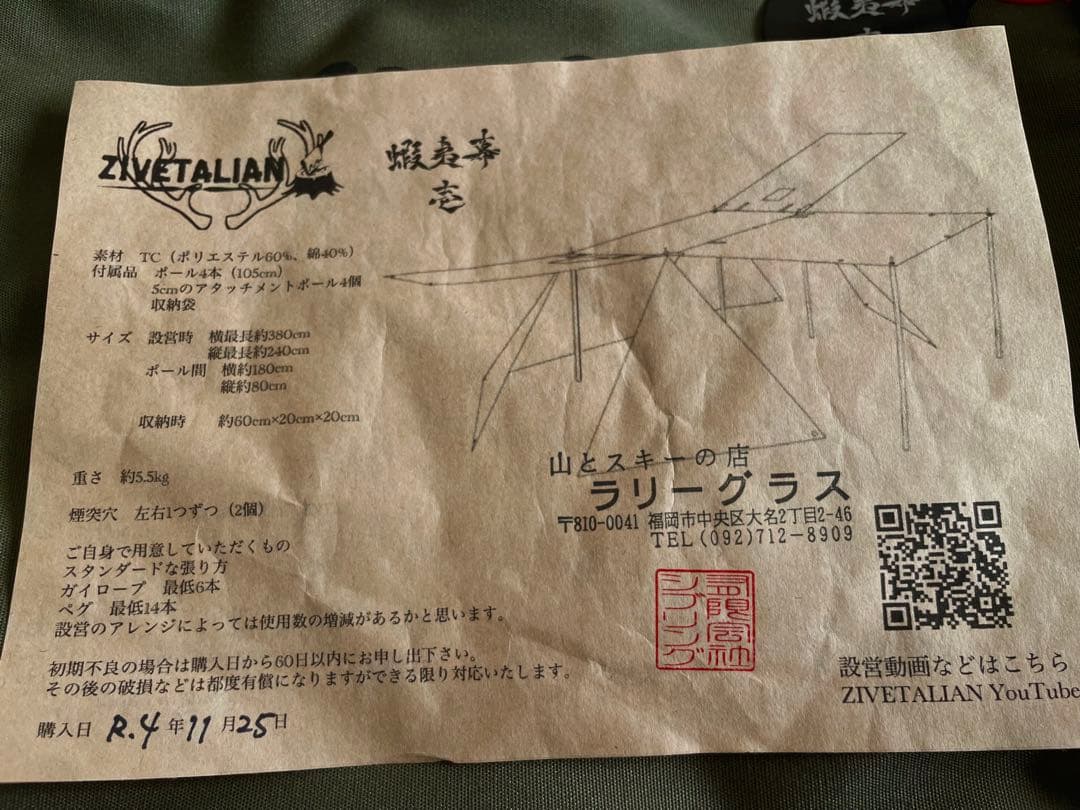 蝦夷幕
ZIVETALIAN
蝦夷幕
壱
素材 TC（ポリエステル60%、綿40%）
付属品 ポール4本（105cm）
5cmのアタッチメントポール4個
収納袋
サイズ 設営時 横最長約380cm
縦最長約240cm
ポール間 横約180cm
縦約80cm
収納時 約60cm×20cm×20cm
重さ 約5.5kg
煙突穴 左右1つずつ（2個）
ご自身で用意していただくもの
スタンダードな張り方
ガイロープ 最低6本
ペグ 最低14本
設営のアレンジによっては使用数の増減があるかと思います。
初期不良の場合は購入日から60日以内にお申し出下さい。
その後の破損などは都度有償になりますができる限り対応いたします。
購入日 R.4年11月25日
山とスキーの店
ラリーグラス
〒810-0041 福岡市中央区大名2丁目2-46
TEL(092)712-8909
設営動画などはこちら
ZIVETALIAN YouTube